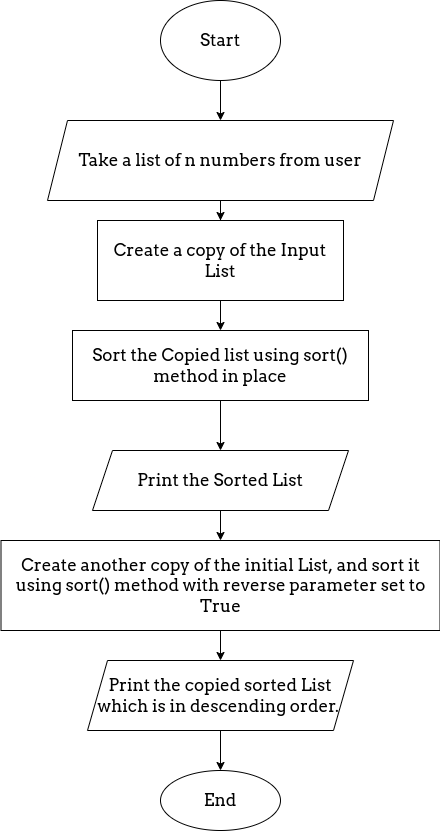 Start
Take a list of n numbers from user
Create a copy of the Input
List
Sort the Copied list using sort()
method in place
Print the Sorted List
Create another copy of the initial List, and sort it
using sort() method with reverse parameter set to
True
Print the copied sorted List
which is in descending order.
End